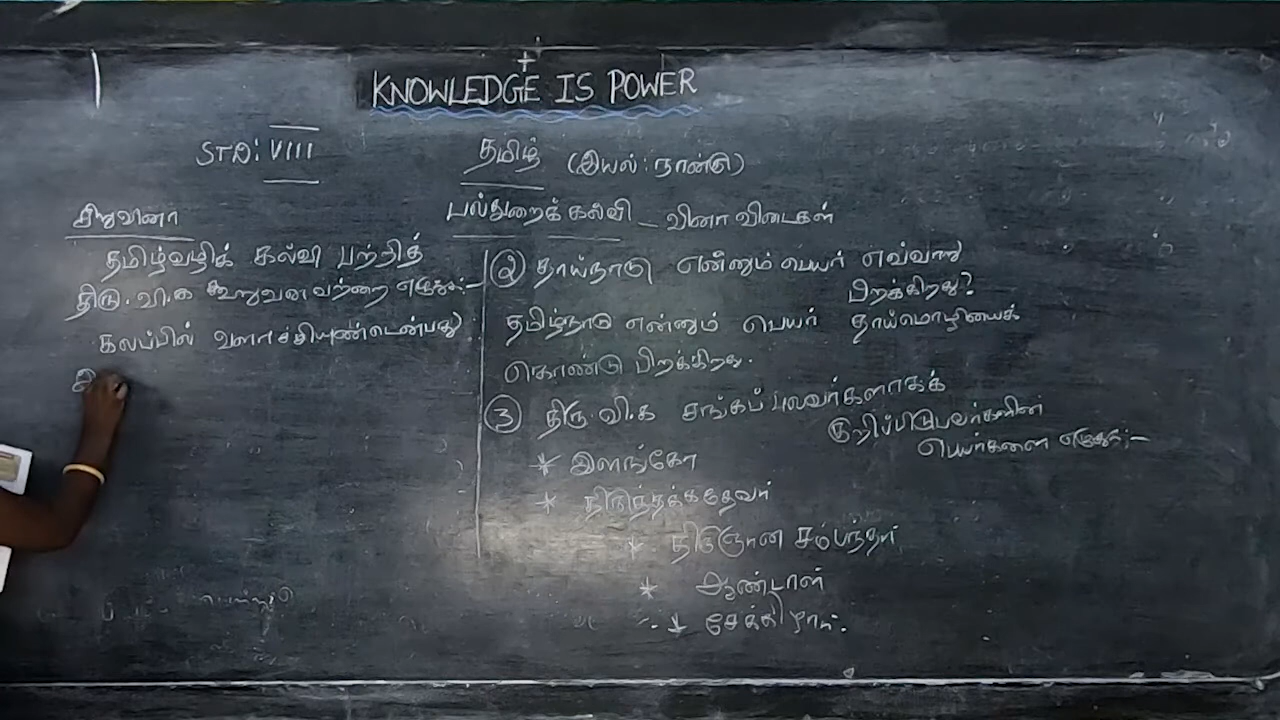 KNOWLEDGE IS POWER
STD: VIII
தமிழ் (இயல் : நான்கு)
பல்துறைக் கல்வி - வினா விடைகள்
சிறுவினா
தமிழ்வழிக் கல்வி பற்றித்
திரு. வி. க கூறுவனவற்றை எழுதுக:-
கலப்பில் வளர்ச்சியுண்டென்பது
இ
② தாய்நாடு என்னும் பெயர் எவ்வாறு
பிறக்கிறது?
தமிழ்நாடு என்னும் பெயர் தாய்மொழியைக்
கொண்டு பிறக்கிறது.
③ திரு. வி. க சங்கப் புலவர்களாகக்
குறிப்பிடுபவர்களின்
பெயர்களை எழுதுக:-
* இளங்கோ
* திருத்தக்கதேவர்
* திருஞான சம்பந்தர்
* ஆண்டாள்
* சேக்கிழார்.